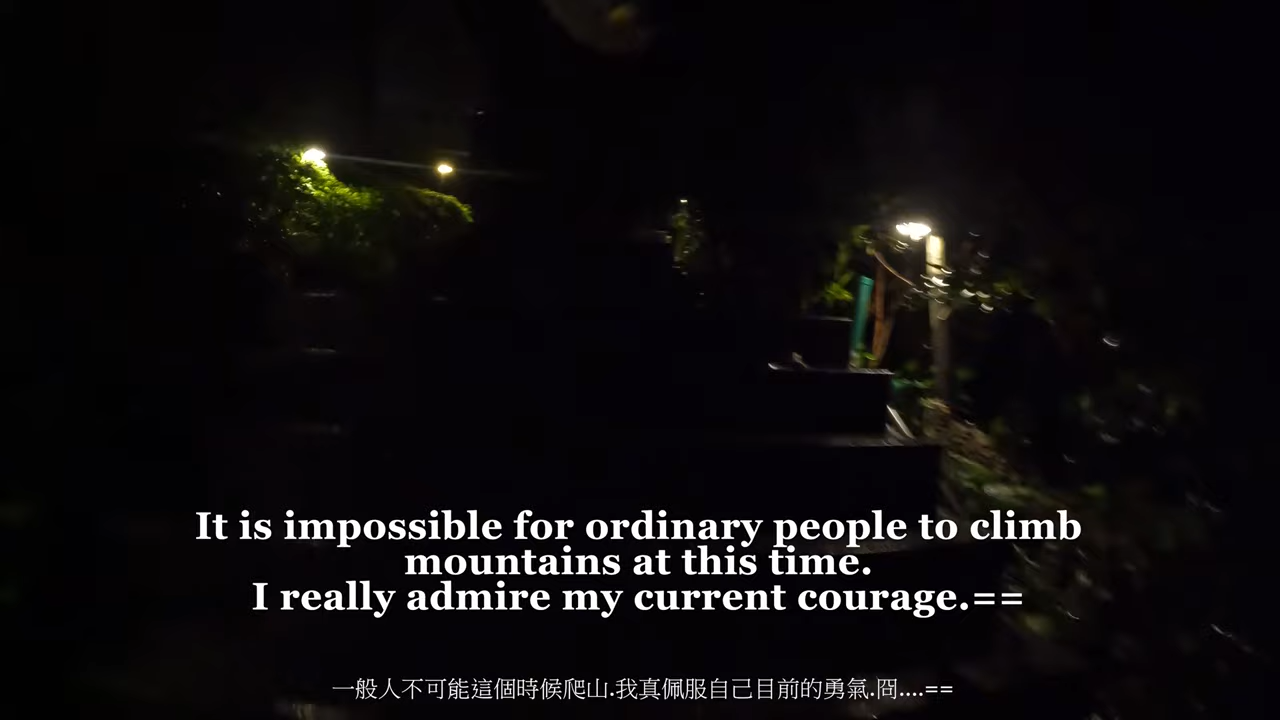 It is impossible for ordinary people to climb
mountains at this time.
I really admire my current courage.==
一般人不可能這個時候爬山.我真佩服自己目前的勇氣.冏....==